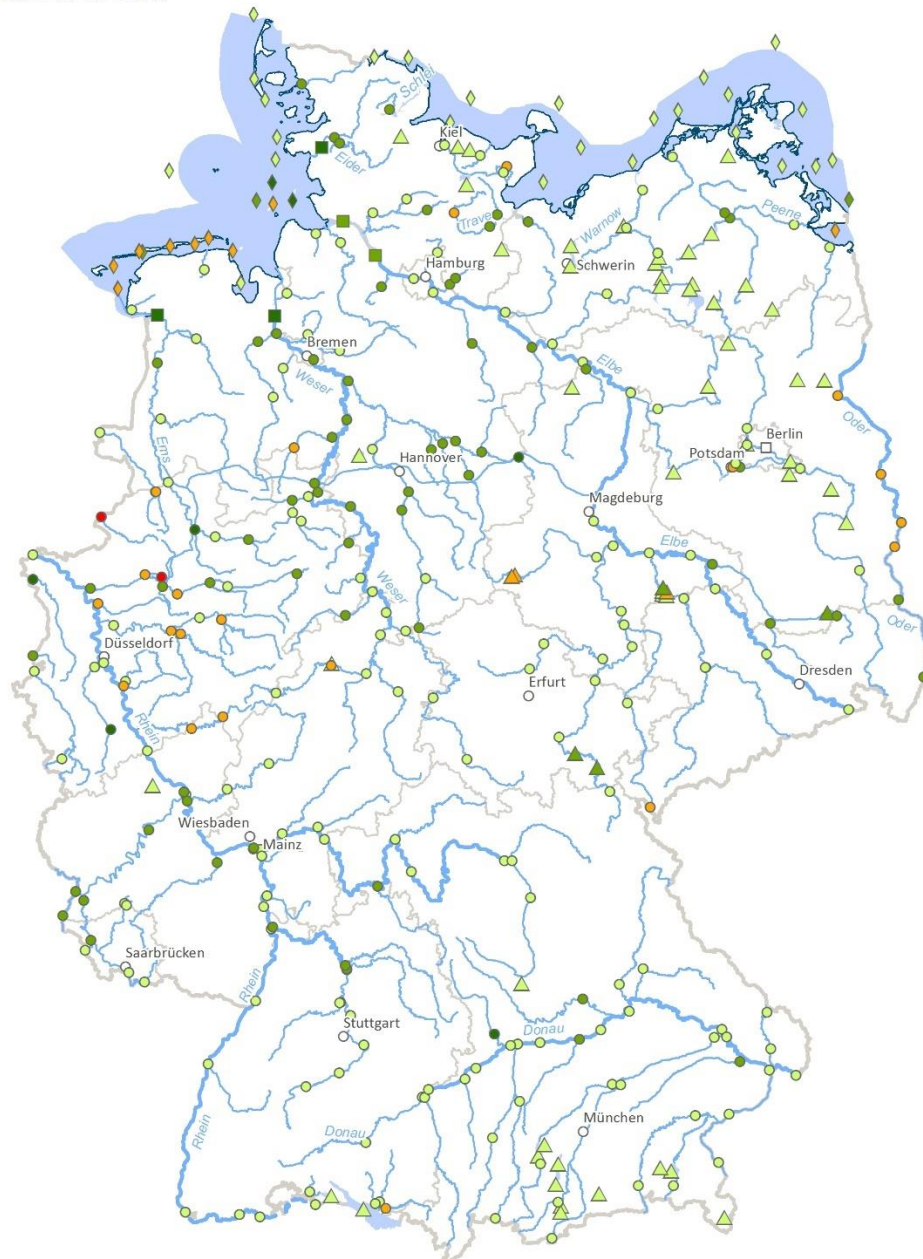 Schlei
Kiel
Eider
Trave
Warnow
Peene
Hamburg
Schwerin
Bremen
Weser
Elbe
Oder
Ems
Berlin
Potsdam
Hannover
Magdeburg
Elbe
Weser
Oder
Düsseldorf
Erfurt
Dresden
Rhein
Wiesbaden
Mainz
Saarbrücken
Rhein
Stuttgart
Donau
München
Donau
Rhein